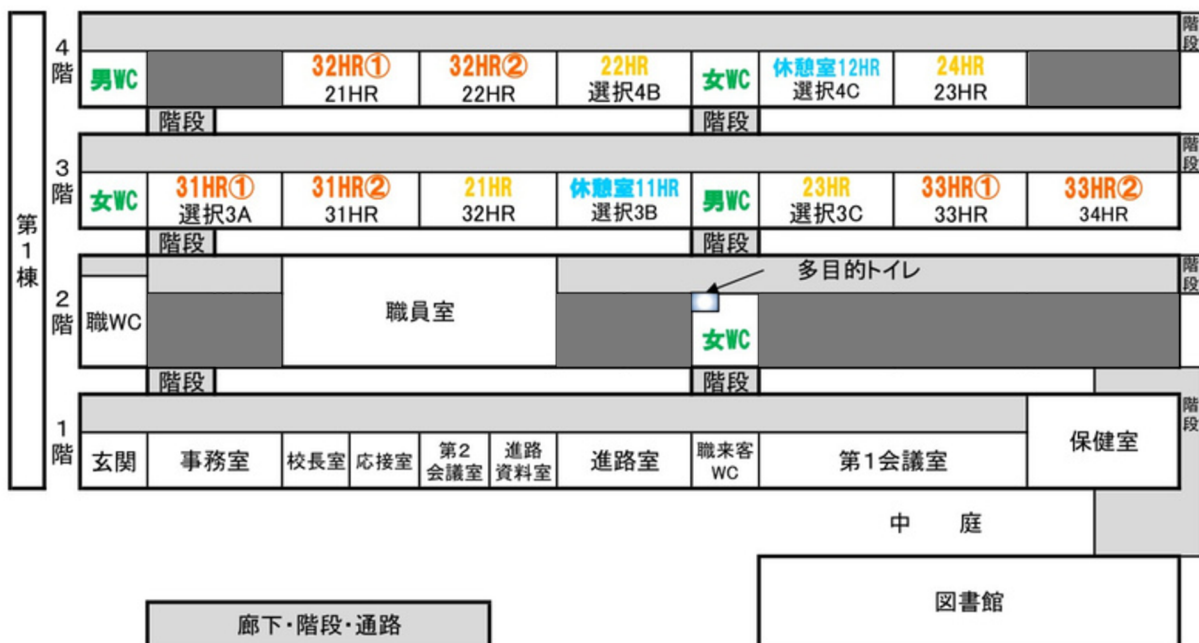 第1棟
4階
男WC
32HR①
21HR
32HR②
22HR
22HR
選択4B
女WC
休憩室12HR
選択4C
24HR
23HR
階段
階段
階段
3階
女WC
31HR①
選択3A
31HR②
31HR
21HR
32HR
休憩室11HR
選択3B
男WC
23HR
選択3C
33HR①
33HR
33HR②
34HR
階段
階段
階段
2階
職WC
職員室
多目的トイレ
女WC
階段
階段
階段
1階
玄関
事務室
校長室
応接室
第2
会議室
進路
資料室
進路室
職来客
WC
第1会議室
保健室
階段
中 庭
図書館
廊下・階段・通路